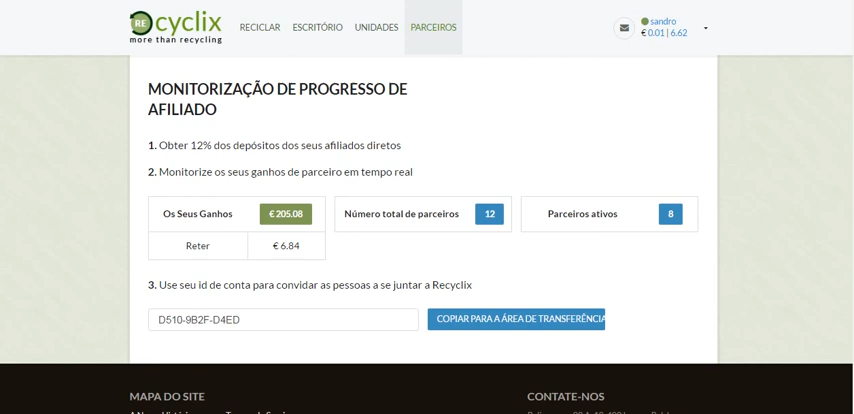 RE cyclix
more than recycling
RECICLAR ESCRITÓRIO UNIDADES PARCEIROS
sandro
€ 0.01 | 6.62
MONITORIZAÇÃO DE PROGRESSO DE
AFILIADO
1. Obter 12% dos depósitos dos seus afiliados diretos
2. Monitorize os seus ganhos de parceiro em tempo real
Os Seus Ganhos € 205.08 Número total de parceiros 12 Parceiros ativos 8
Reter € 6.84
3. Use seu id de conta para convidar as pessoas a se juntar a Recyclix
D510-9B2F-D4ED COPIAR PARA A ÁREA DE TRANSFERÊNCIA
MAPA DO SITE CONTATE-NOS